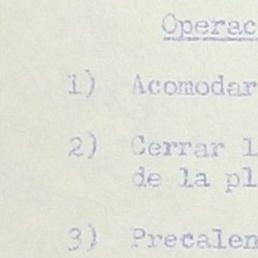 Operac
1) Acomodar
2) Cerrar l
de la pl
3) Precalen